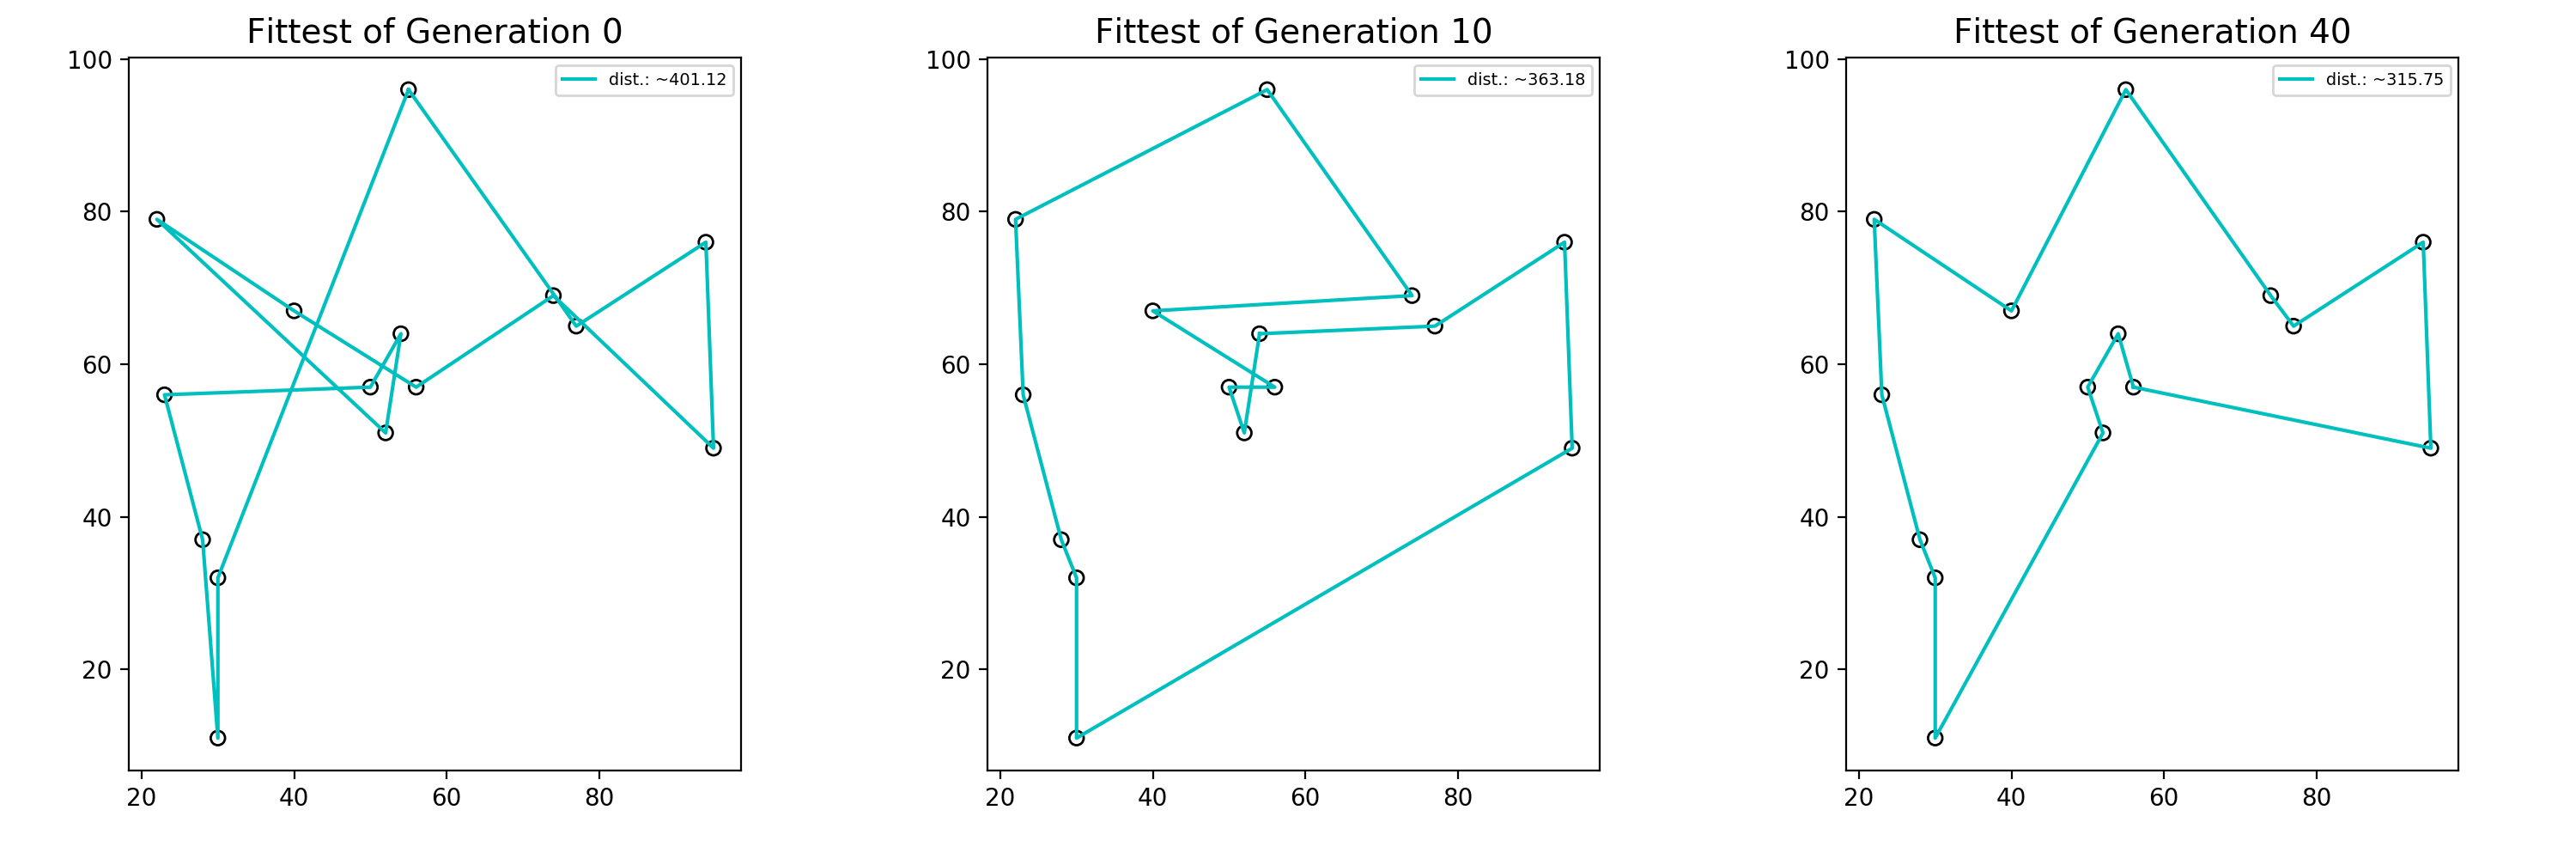 Fittest of Generation 0
dist.: ~401.12
100
80
60
40
20
20 40 60 80
Fittest of Generation 10
dist.: ~363.18
100
80
60
40
20
20 40 60 80
Fittest of Generation 40
dist.: ~315.75
100
80
60
40
20
20 40 60 80